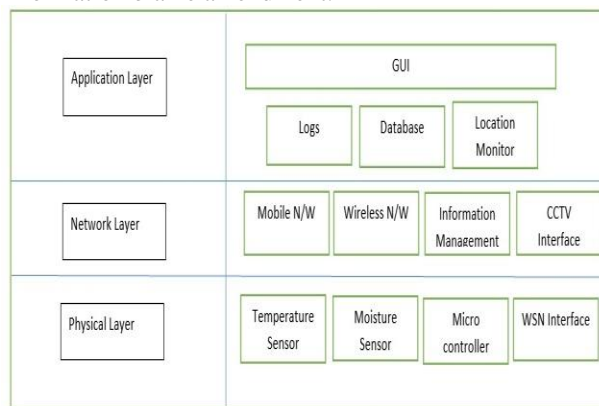 Application Layer
GUI
Logs
Database
Location
Monitor
Network Layer
Mobile N/W
Wireless N/W
Information
Management
CCTV
Interface
Physical Layer
Temperature
Sensor
Moisture
Sensor
Micro
controller
WSN Interface